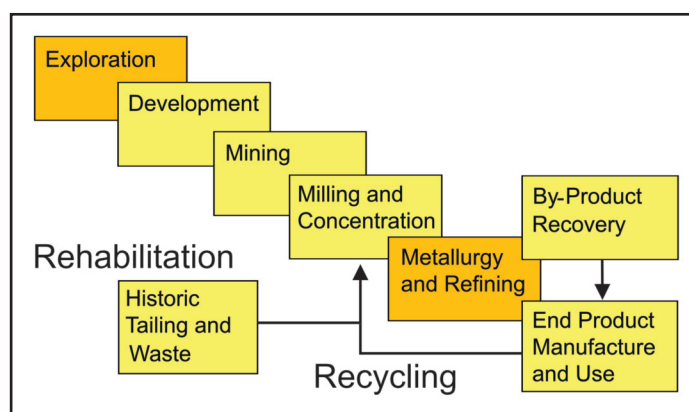 Exploration
Development
Mining
Milling and
Concentration
By-Product
Recovery
Rehabilitation
Metallurgy
and Refining
Historic
Tailing and
Waste
End Product
Manufacture
and Use
Recycling